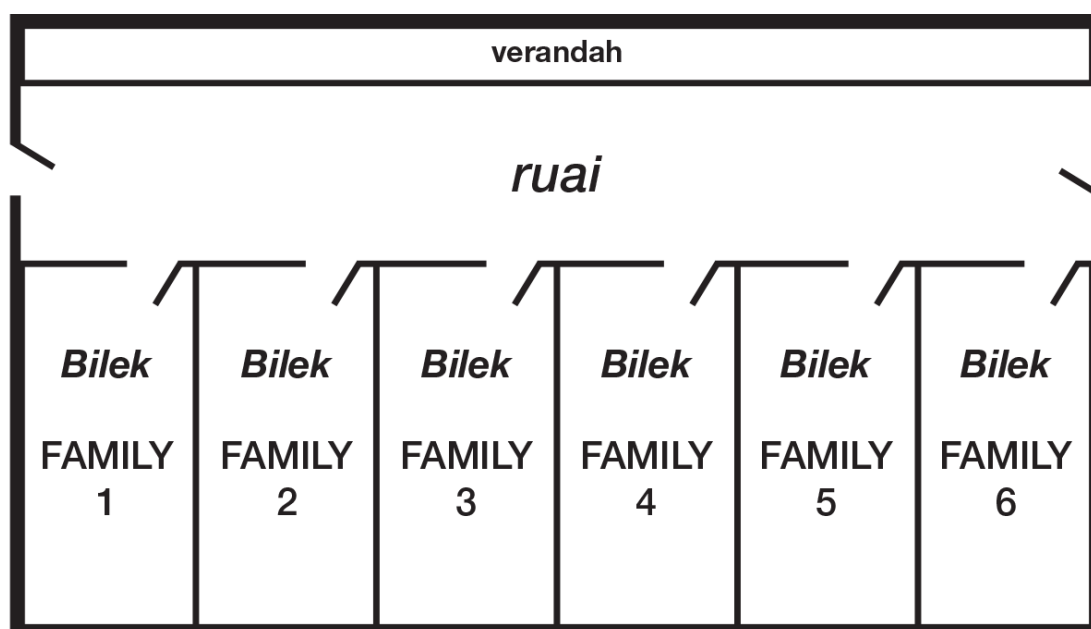 verandah
ruai
Bilek Bilek Bilek Bilek Bilek Bilek
FAMILY FAMILY FAMILY FAMILY FAMILY FAMILY
1 2 3 4 5 6